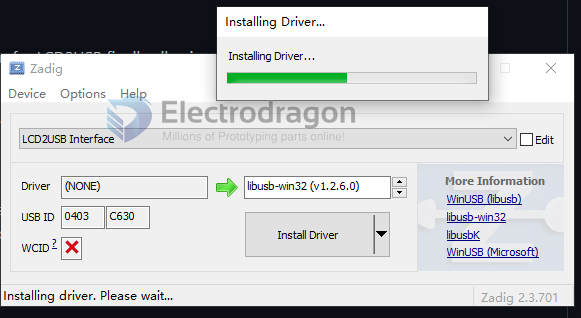 Installing Driver...
Installing Driver...
Zadig
Device Options Help
Electrodragon
Millions of Prototyping parts online!
LCD2USB Interface
Edit
Driver (NONE) libusb-win32 (v1.2.6.0)
More Information
WinUSB (libusb)
USB ID 0403 C630
libusb-win32
libusbK
WCID ?
Install Driver
WinUSB (Microsoft)
Installing driver. Please wait...
Zadig 2.3.701